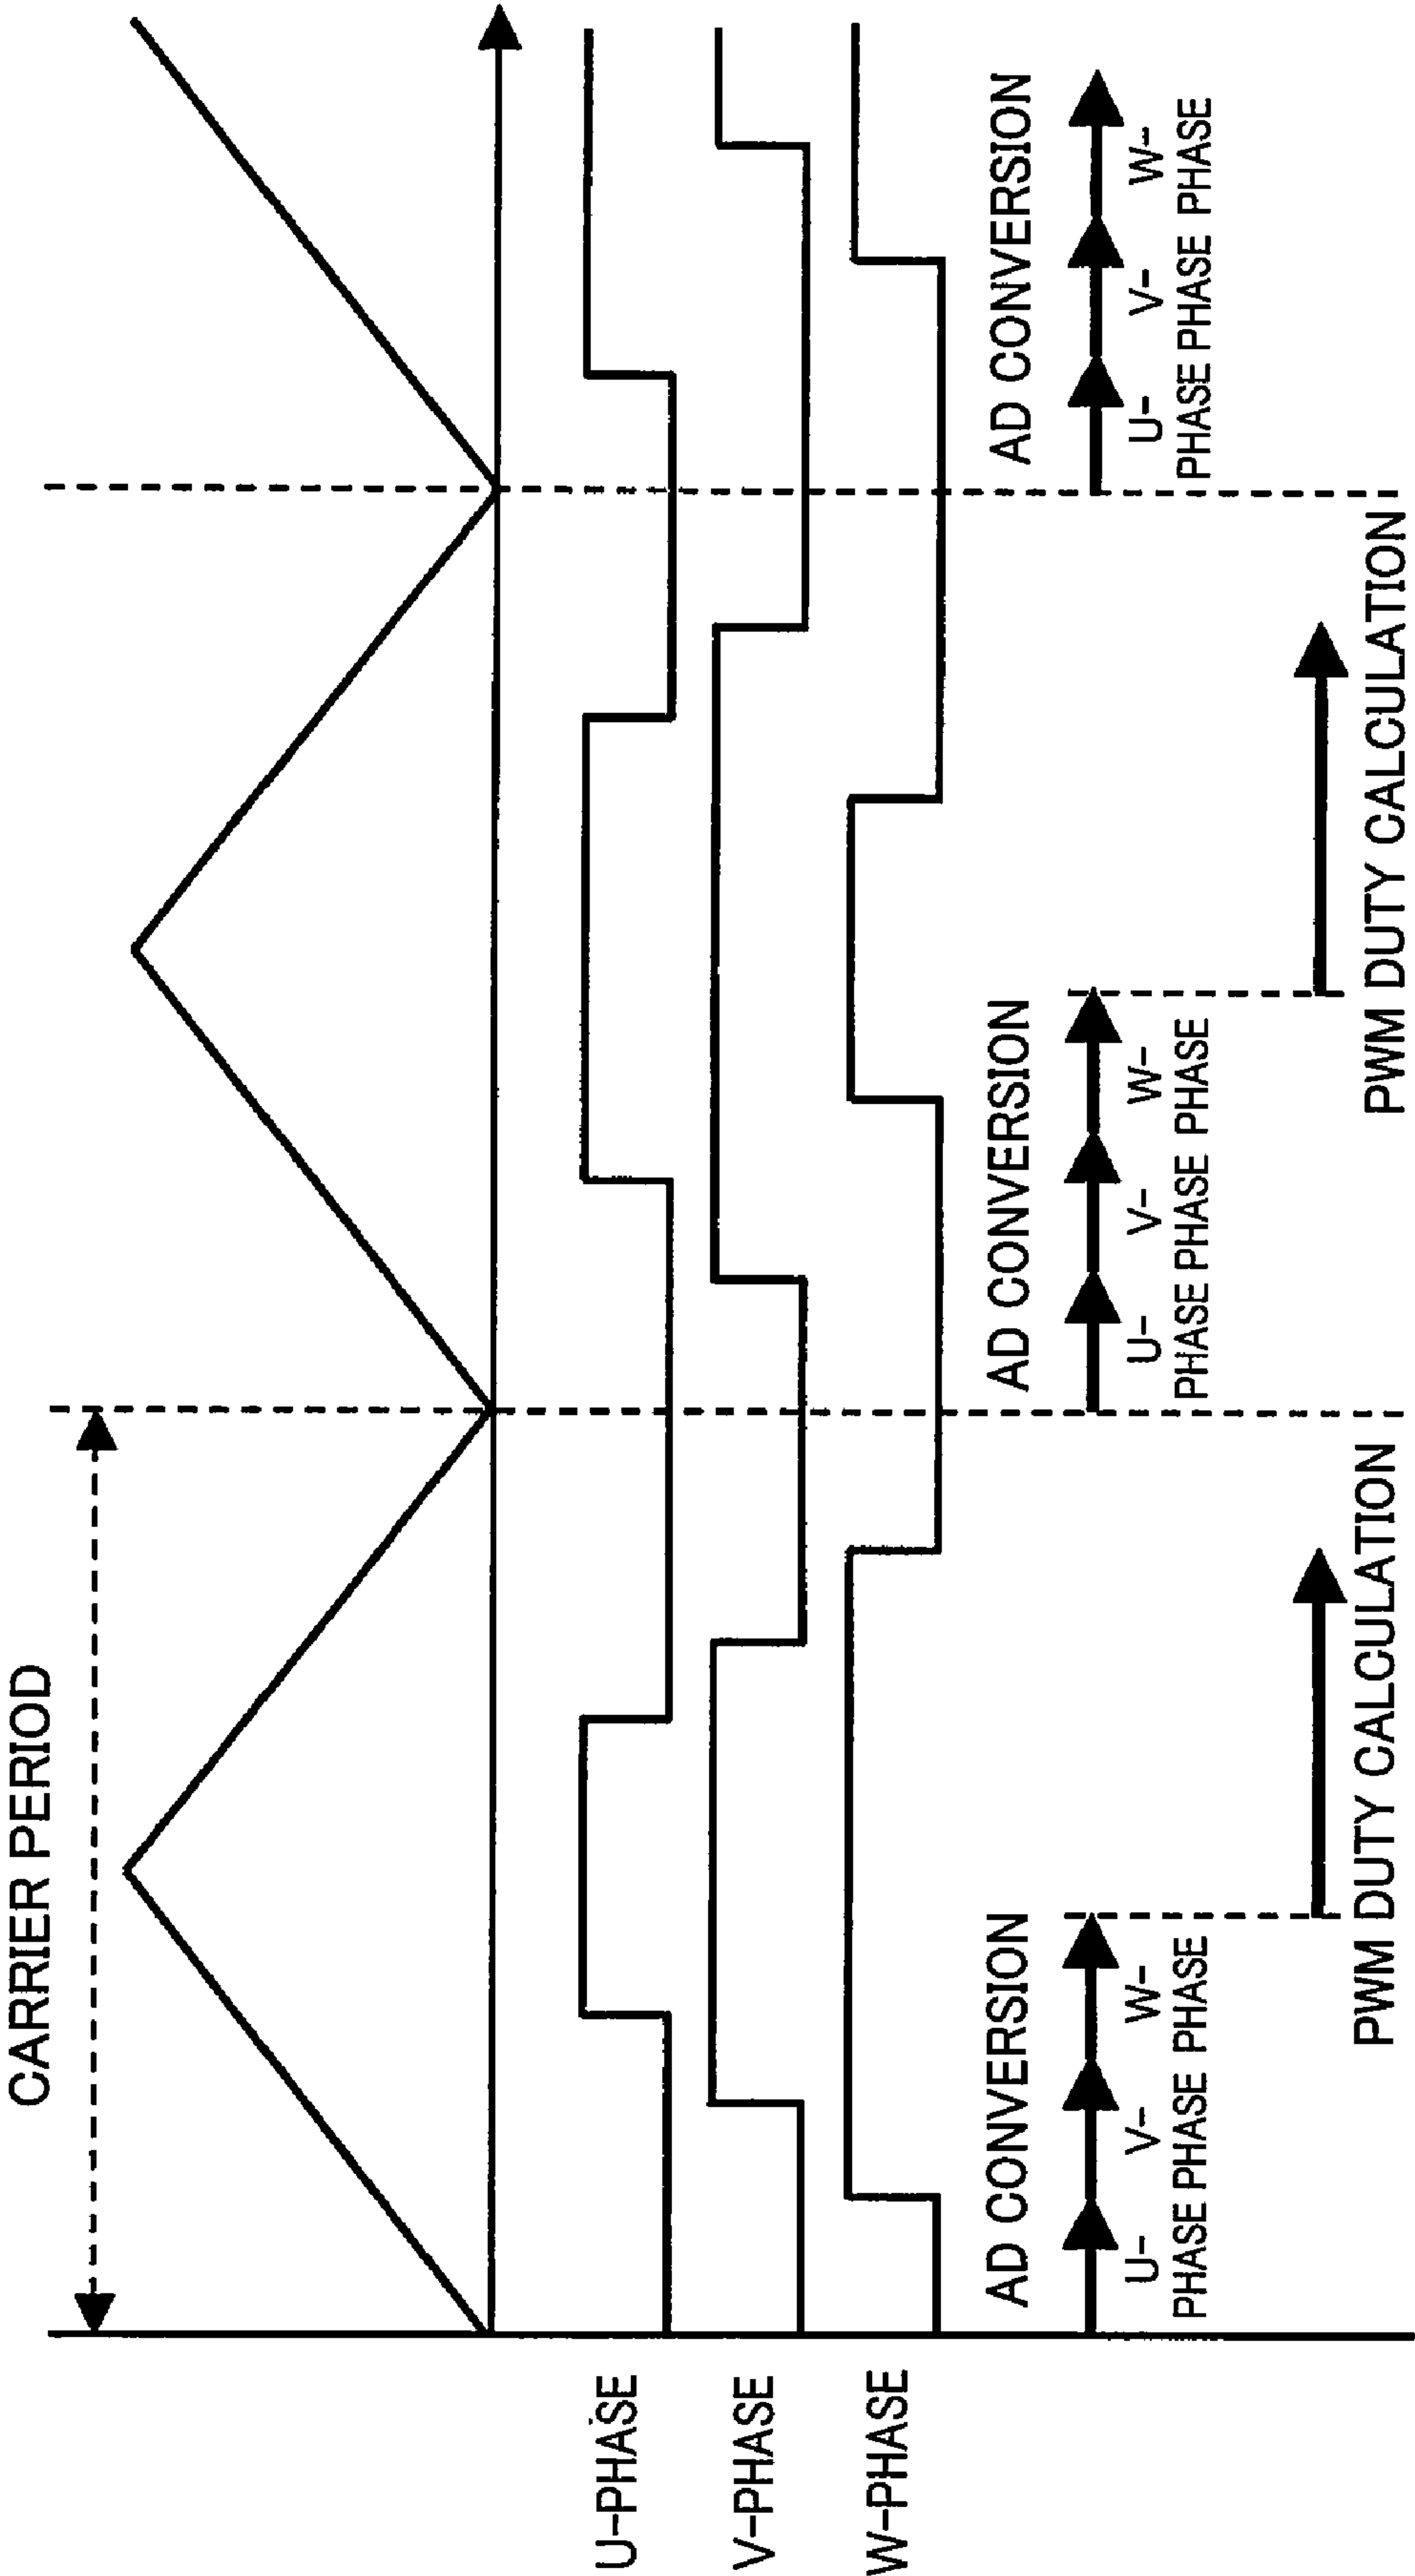 CARRIER PERIOD
U-PHASE
V-PHASE
W-PHASE
AD CONVERSION
AD CONVERSION
AD CONVERSION
U- V- W-
PHASE PHASE PHASE
U- V- W-
PHASE PHASE PHASE
U- V- W-
PHASE PHASE PHASE
PWM DUTY CALCULATION
PWM DUTY CALCULATION